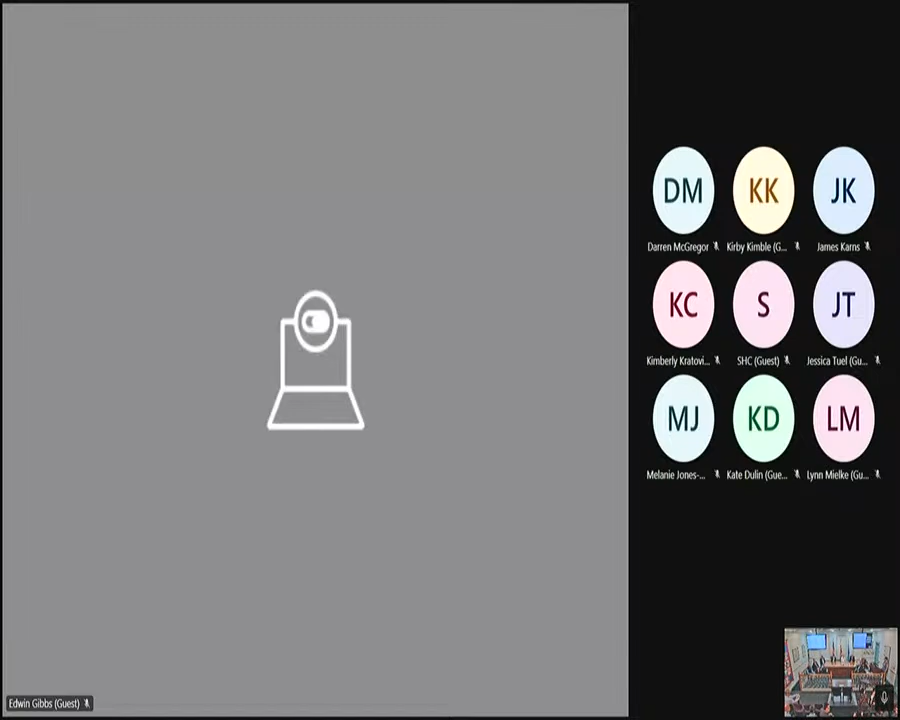 DM KK JK
Darren McGregor Kirby Kimble (G... James Karns
KC S JT
Kimberly Kratovi... SHC (Guest) Jessica Tuel (Gu...
MJ KD LM
Melanie Jones-... Kate Dulin (Gue... Lynn Mielke (Gu...
Edwin Gibbs (Guest)